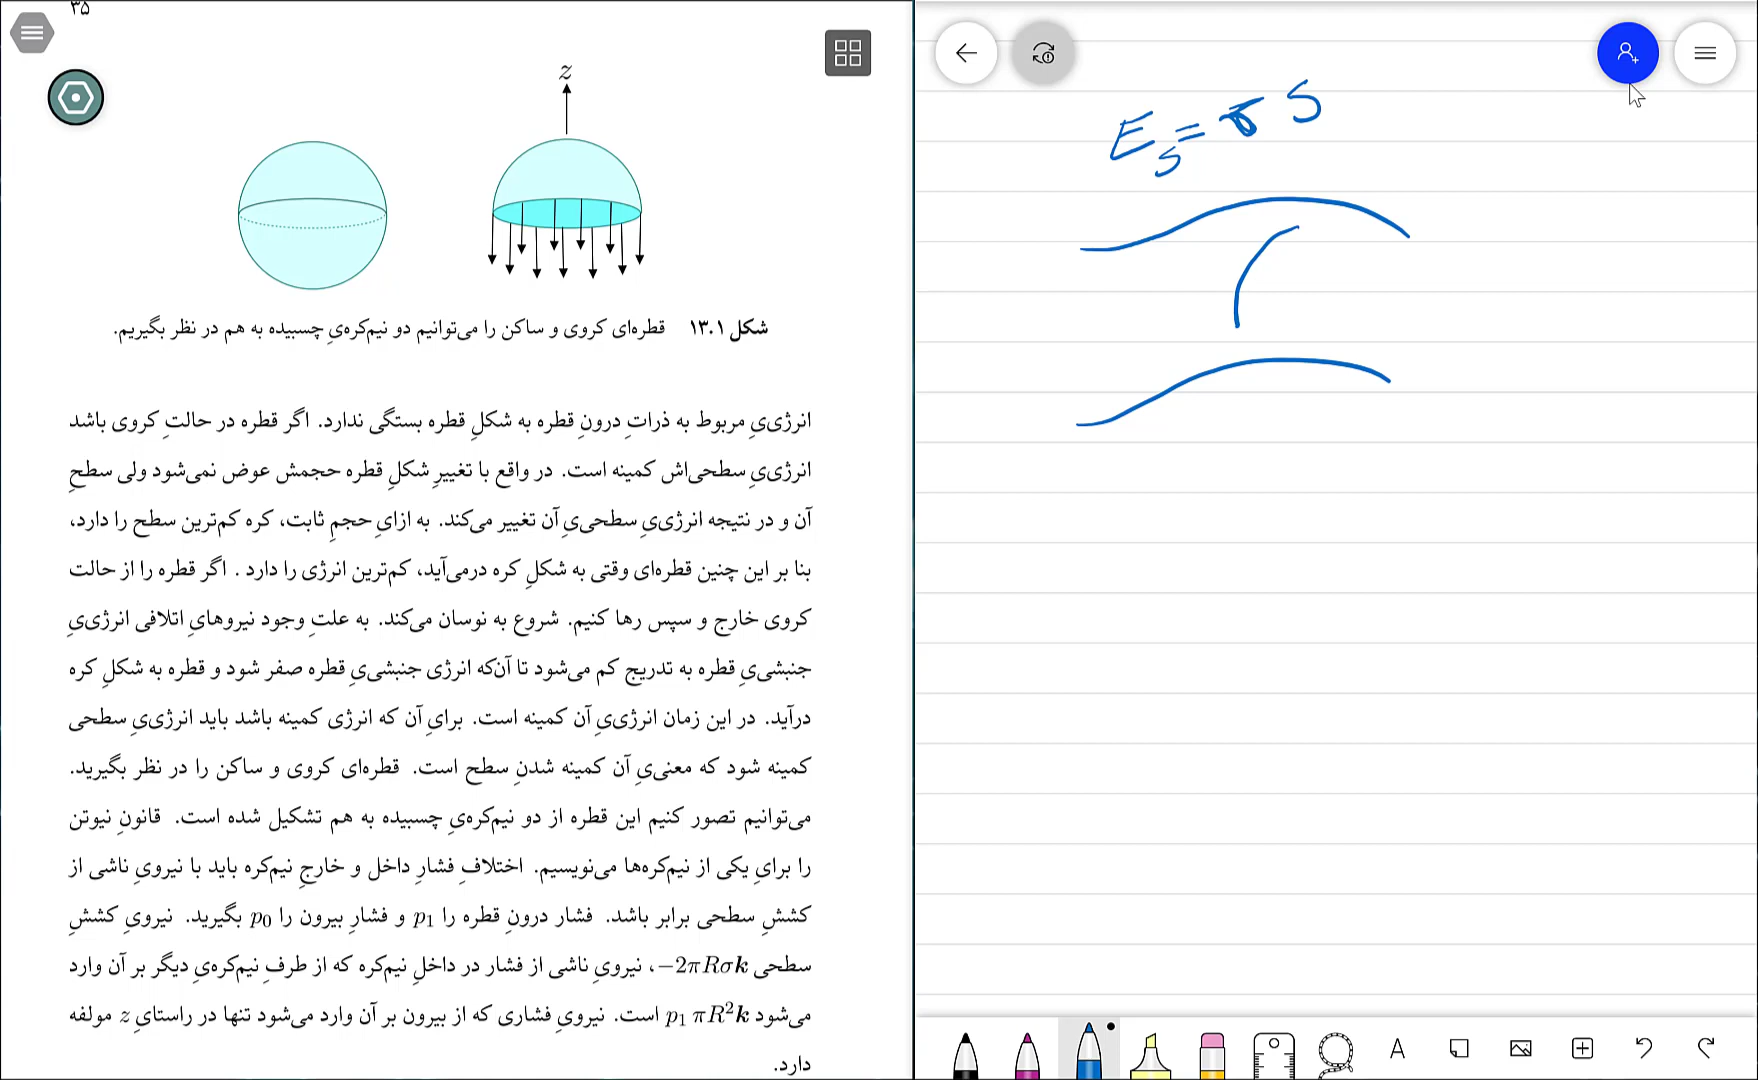 ۳۵
z
شکل ۱۳.۱ قطره‌ای کروی و ساکن را می‌توانیم دو نیم‌کره‌یِ چسبیده به هم در نظر بگیریم.
انرژی‌یِ مربوط به ذراتِ درونِ قطره به شکلِ قطره بستگی ندارد. اگر قطره در حالتِ کروی باشد
انرژی‌یِ سطحی‌اش کمینه است. در واقع با تغییرِ شکلِ قطره حجمش عوض نمی‌شود ولی سطحِ
آن و در نتیجه انرژی‌یِ سطحی‌یِ آن تغییر می‌کند. به ازایِ حجمِ ثابت، کره کم‌ترین سطح را دارد،
بنا بر این چنین قطره‌ای وقتی به شکلِ کره درمی‌آید، کم‌ترین انرژی را دارد . اگر قطره را از حالت
کروی خارج و سپس رها کنیم. شروع به نوسان می‌کند. به علتِ وجود نیروهایِ اتلافی انرژی‌یِ
جنبشی‌یِ قطره به تدریج کم می‌شود تا آن‌که انرژی جنبشی‌یِ قطره صفر شود و قطره به شکلِ کره
درآید. در این زمان انرژی‌یِ آن کمینه است. برایِ آن که انرژی کمینه باشد باید انرژی‌یِ سطحی
کمینه شود که معنی‌یِ آن کمینه شدنِ سطح است. قطره‌ای کروی و ساکن را در نظر بگیرید.
می‌توانیم تصور کنیم این قطره از دو نیم‌کره‌یِ چسبیده به هم تشکیل شده است. قانونِ نیوتن
را برایِ یکی از نیم‌کره‌ها می‌نویسیم. اختلافِ فشارِ داخل و خارجِ نیم‌کره باید با نیرویِ ناشی از
کششِ سطحی برابر باشد. فشار درونِ قطره را p₁ و فشارِ بیرون را p₀ بگیرید. نیرویِ کششِ
سطحی −2πRσk، نیرویِ ناشی از فشار در داخلِ نیم‌کره که از طرفِ نیم‌کره‌یِ دیگر بر آن وارد
می‌شود p₁ πR²k است. نیرویِ فشاری که از بیرون بر آن وارد می‌شود تنها در راستایِ z مولفه
دارد.
E_S = σ S
A